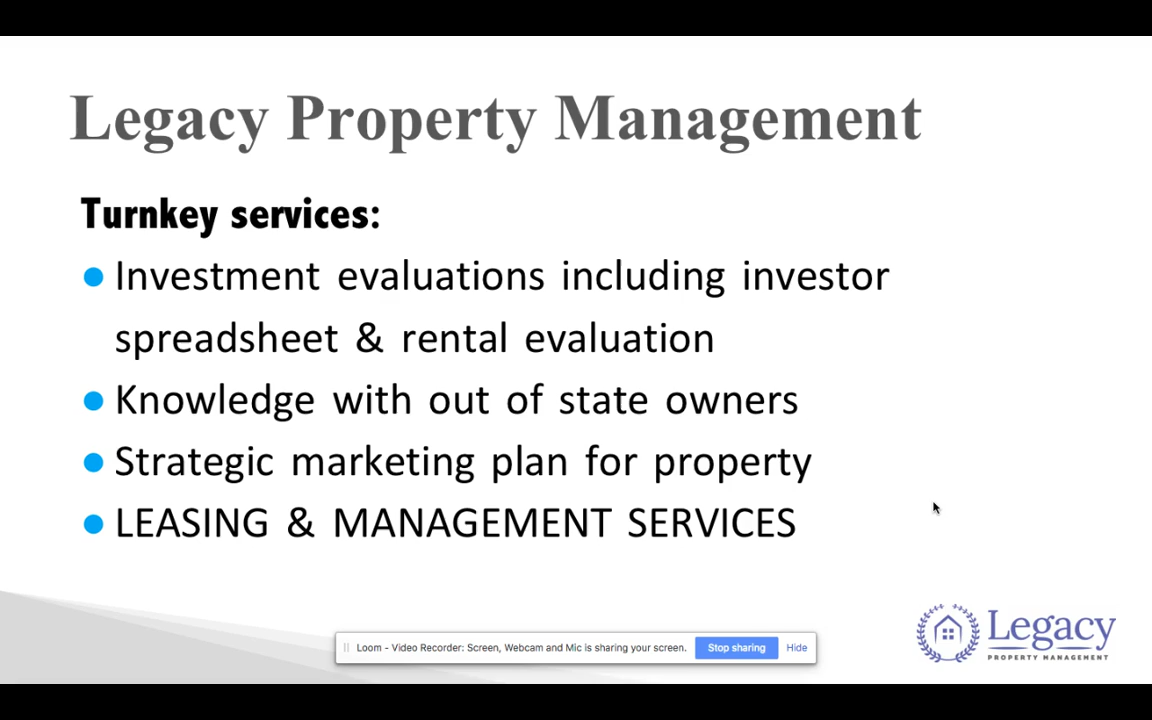 Legacy Property Management
Turnkey services:
● Investment evaluations including investor
spreadsheet & rental evaluation
● Knowledge with out of state owners
● Strategic marketing plan for property
● LEASING & MANAGEMENT SERVICES
Loom - Video Recorder: Screen, Webcam and Mic is sharing your screen. Stop sharing Hide
Legacy
PROPERTY MANAGEMENT